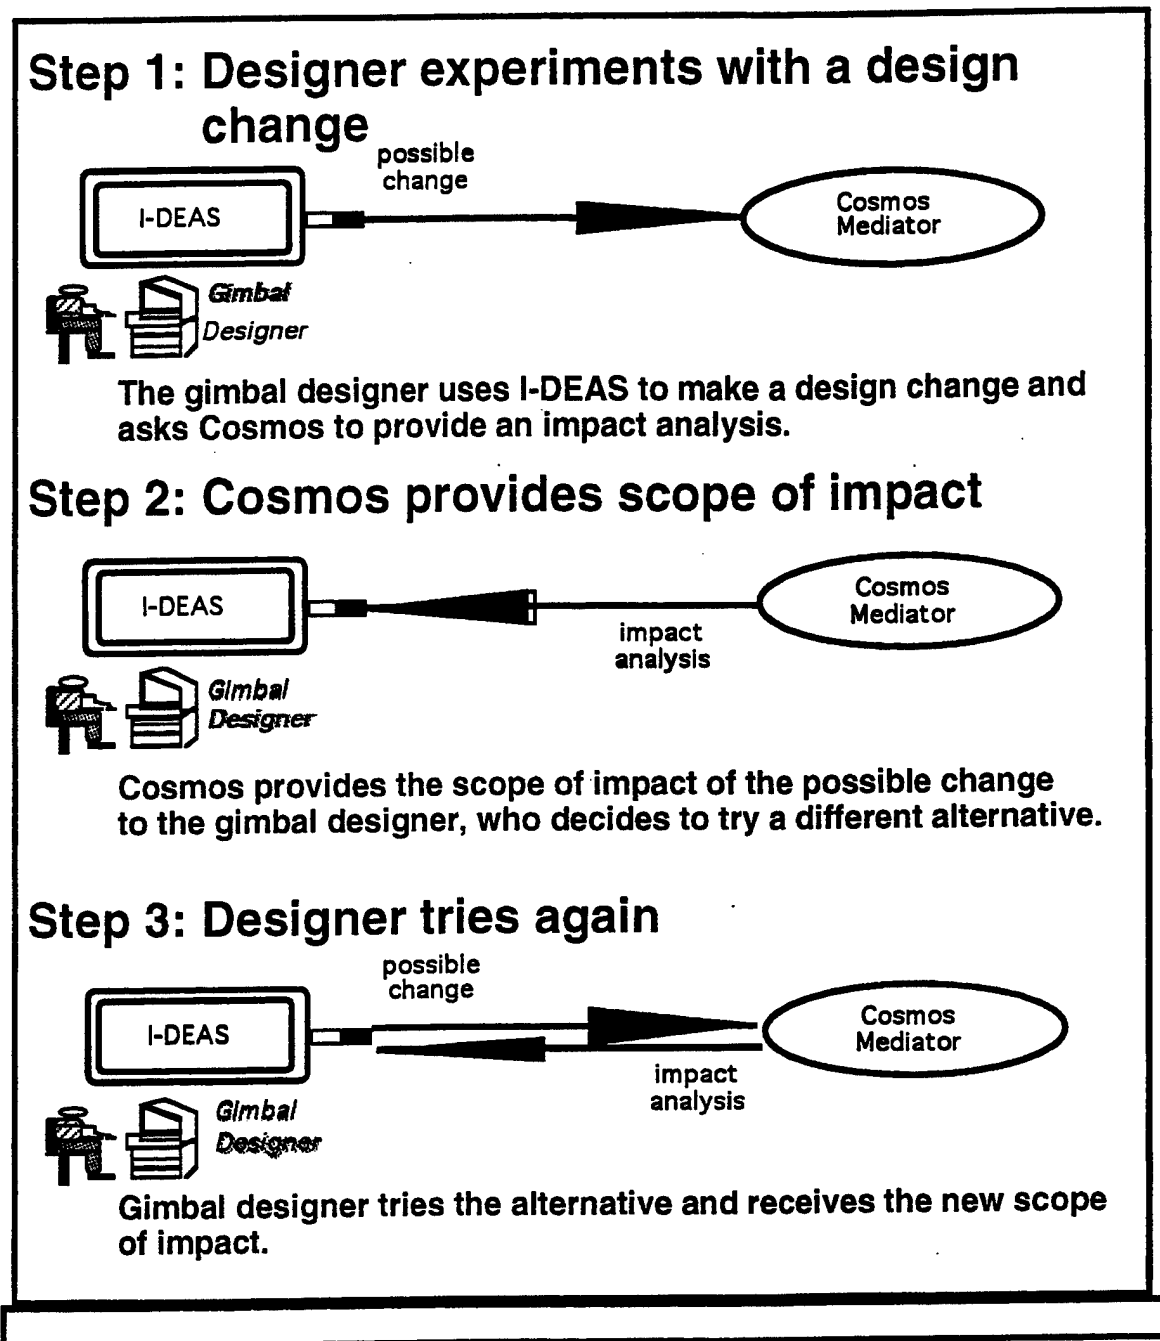 Step 1: Designer experiments with a design
change
possible
change
I-DEAS
Cosmos
Mediator
Gimbal
Designer
The gimbal designer uses I-DEAS to make a design change and
asks Cosmos to provide an impact analysis.
Step 2: Cosmos provides scope of impact
I-DEAS
Cosmos
Mediator
impact
analysis
Gimbal
Designer
Cosmos provides the scope of impact of the possible change
to the gimbal designer, who decides to try a different alternative.
Step 3: Designer tries again
possible
change
I-DEAS
Cosmos
Mediator
impact
analysis
Gimbal
Designer
Gimbal designer tries the alternative and receives the new scope
of impact.